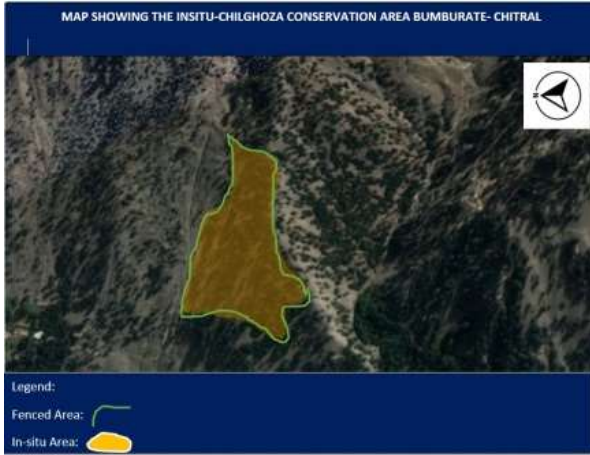 MAP SHOWING THE INSITU-CHILGHOZA CONSERVATION AREA BUMBURATE- CHITRAL
N
Legend:
Fenced Area:
In-situ Area: